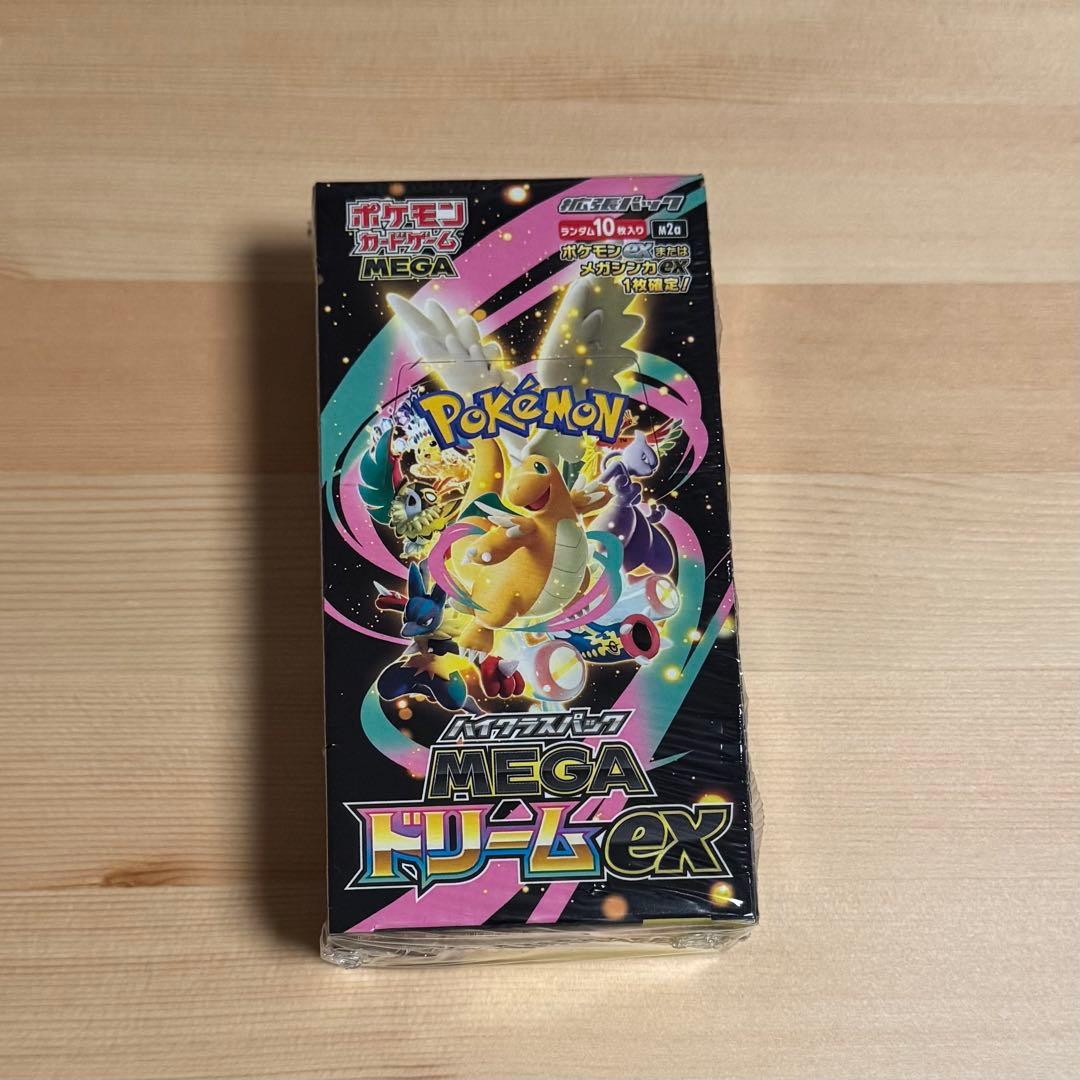 ポケモン
カードゲーム
MEGA
拡張パック
ランダム10枚入り M2a
ポケモンexまたは
メガシンカex
1枚確定!
POKéMON
TM
ハイクラスパック
MEGA
ドリームex